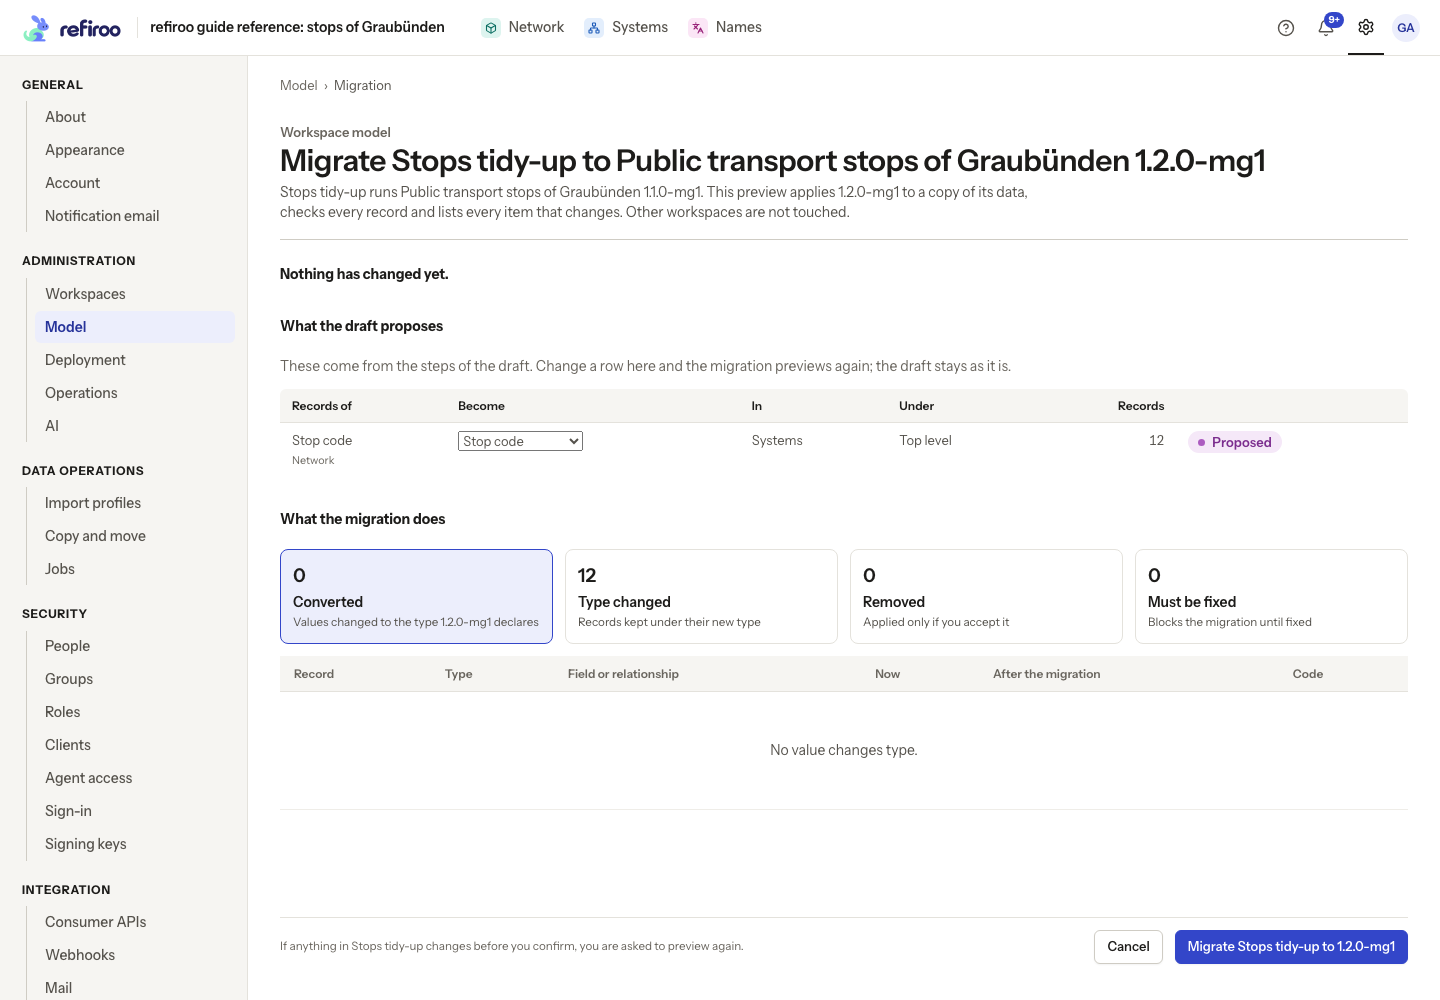 refiroo
refiroo guide reference: stops of Graubünden
Network
Systems
Names
9+
GA
GENERAL
About
Appearance
Account
Notification email
ADMINISTRATION
Workspaces
Model
Deployment
Operations
AI
DATA OPERATIONS
Import profiles
Copy and move
Jobs
SECURITY
People
Groups
Roles
Clients
Agent access
Sign-in
Signing keys
INTEGRATION
Consumer APIs
Webhooks
Mail
Model › Migration
Workspace model
Migrate Stops tidy-up to Public transport stops of Graubünden 1.2.0-mg1
Stops tidy-up runs Public transport stops of Graubünden 1.1.0-mg1. This preview applies 1.2.0-mg1 to a copy of its data,
checks every record and lists every item that changes. Other workspaces are not touched.
Nothing has changed yet.
What the draft proposes
These come from the steps of the draft. Change a row here and the migration previews again; the draft stays as it is.
Records of Become In Under Records
Stop code Stop code Systems Top level 12 Proposed
Network
What the migration does
0
Converted
Values changed to the type 1.2.0-mg1 declares
12
Type changed
Records kept under their new type
0
Removed
Applied only if you accept it
0
Must be fixed
Blocks the migration until fixed
Record Type Field or relationship Now After the migration Code
No value changes type.
If anything in Stops tidy-up changes before you confirm, you are asked to preview again.
Cancel
Migrate Stops tidy-up to 1.2.0-mg1